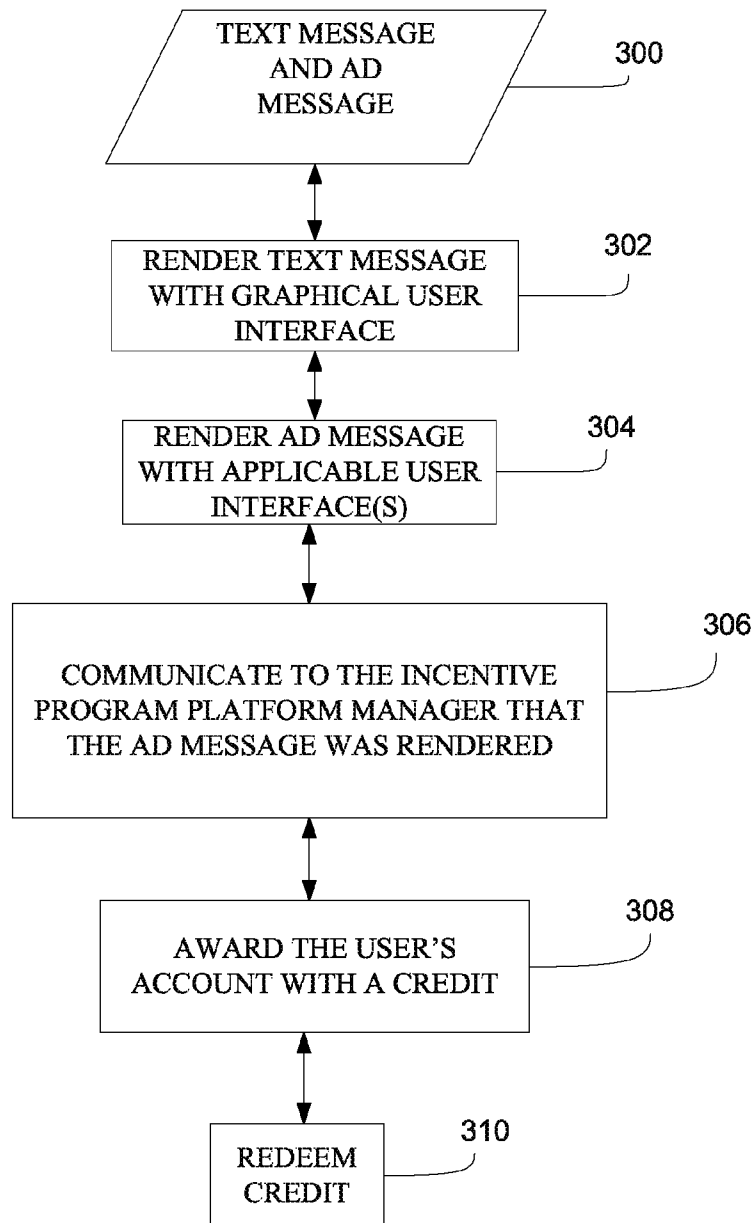 TEXT MESSAGE
AND AD
MESSAGE
300
RENDER TEXT MESSAGE
WITH GRAPHICAL USER
INTERFACE
302
RENDER AD MESSAGE
WITH APPLICABLE USER
INTERFACE(S)
304
COMMUNICATE TO THE INCENTIVE
PROGRAM PLATFORM MANAGER THAT
THE AD MESSAGE WAS RENDERED
306
AWARD THE USER'S
ACCOUNT WITH A CREDIT
308
REDEEM
CREDIT
310